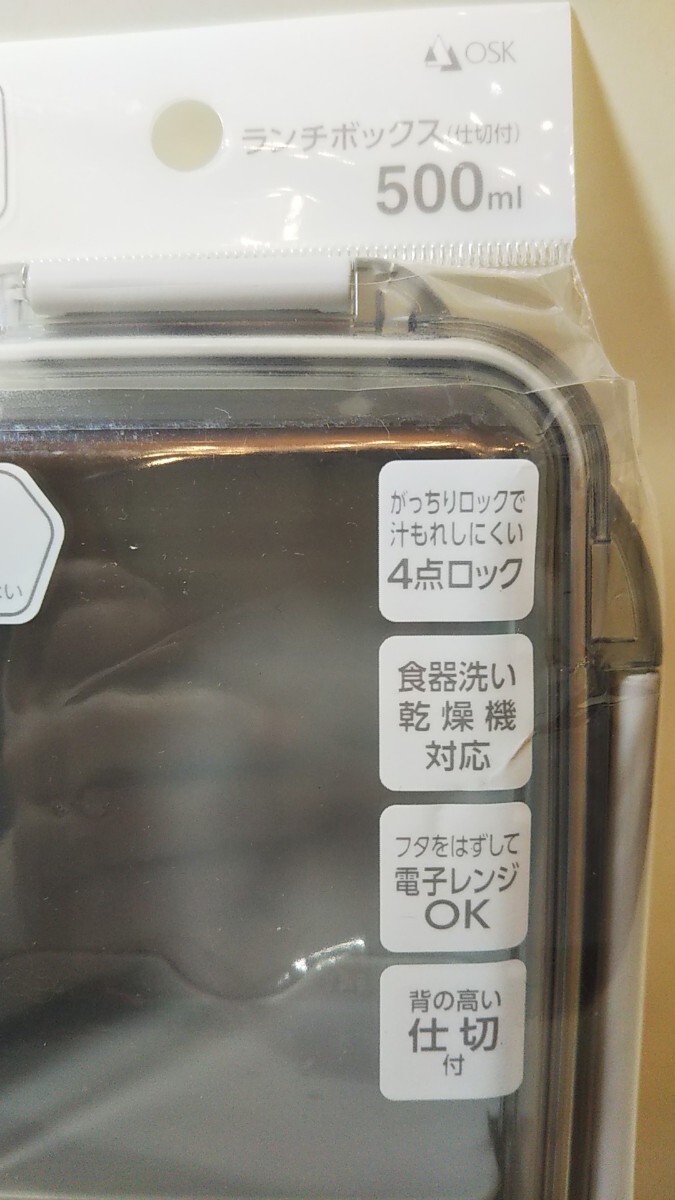 OSK
ランチボックス(仕切付)
500ml
がっちりロックで
汁もれしにくい
4点ロック
食器洗い
乾燥機
対応
フタをはずして
電子レンジ
OK
背の高い
仕切
付